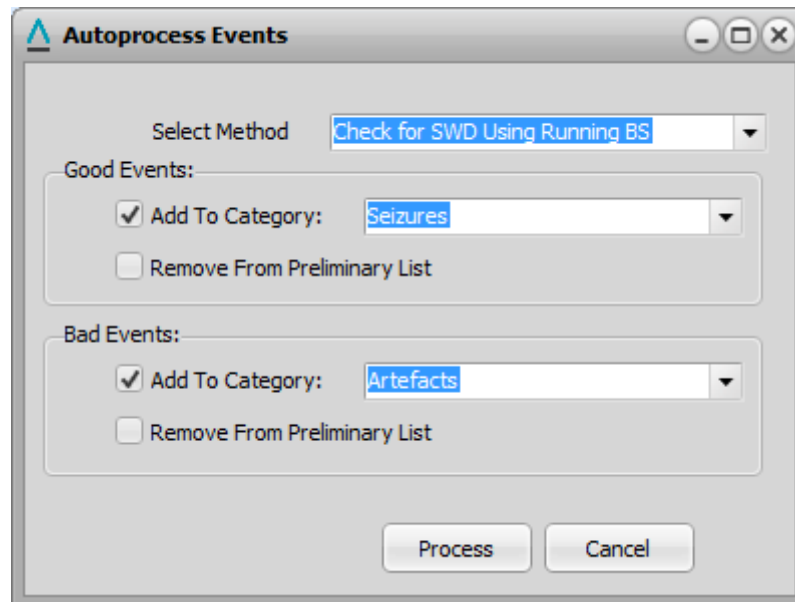 Autoprocess Events
Select Method Check for SWD Using Running BS
Good Events:
Add To Category: Seizures
Remove From Preliminary List
Bad Events:
Add To Category: Artefacts
Remove From Preliminary List
Process Cancel